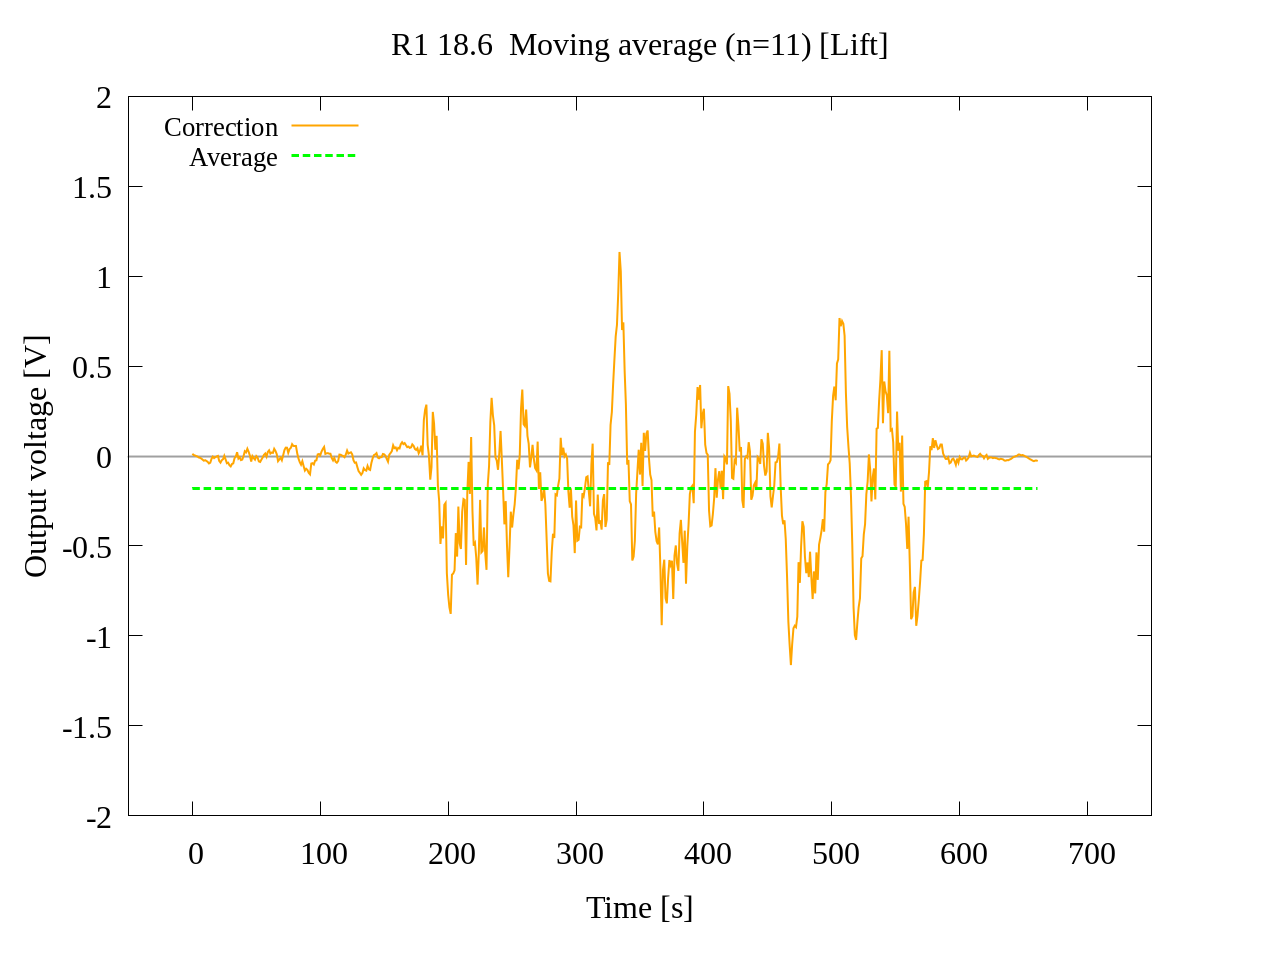 R1 18.6  Moving average (n=11) [Lift]
Correction
Average
Output voltage [V]
2
1.5
1
0.5
0
-0.5
-1
-1.5
-2
0 100 200 300 400 500 600 700
Time [s]